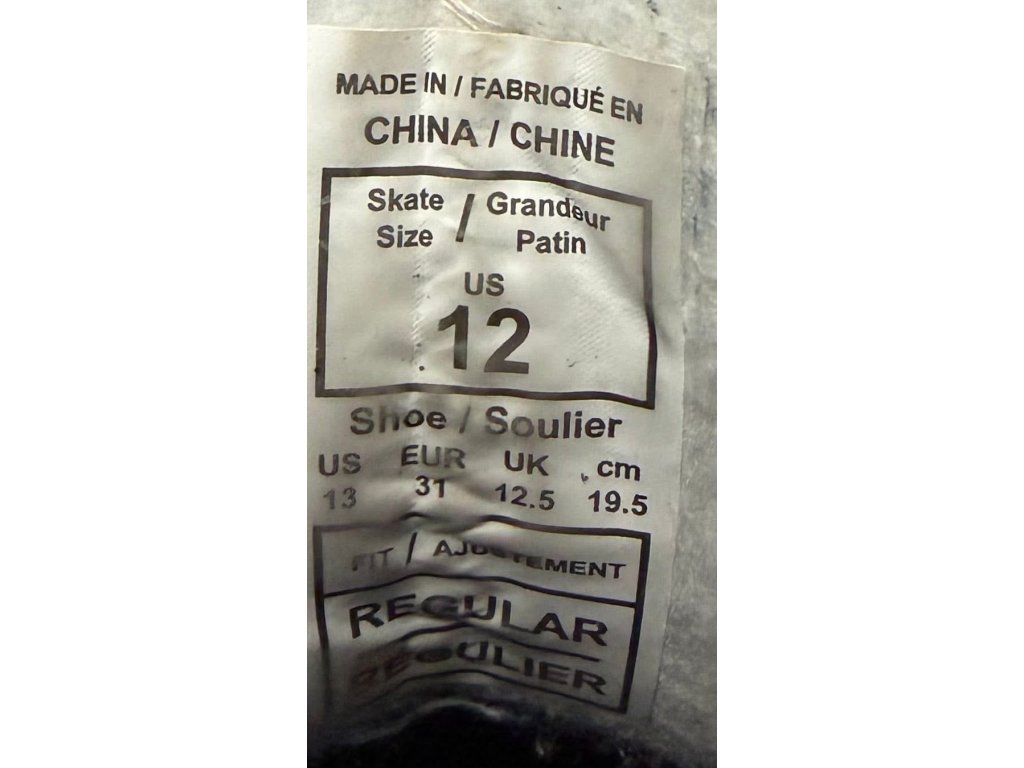 MADE IN / FABRIQUÉ EN
CHINA / CHINE
Skate Size / Grandeur Patin
US
12
Shoe / Soulier
US EUR UK cm
13 31 12.5 19.5
FIT / AJUSTEMENT
REGULAR
RÉGULIER